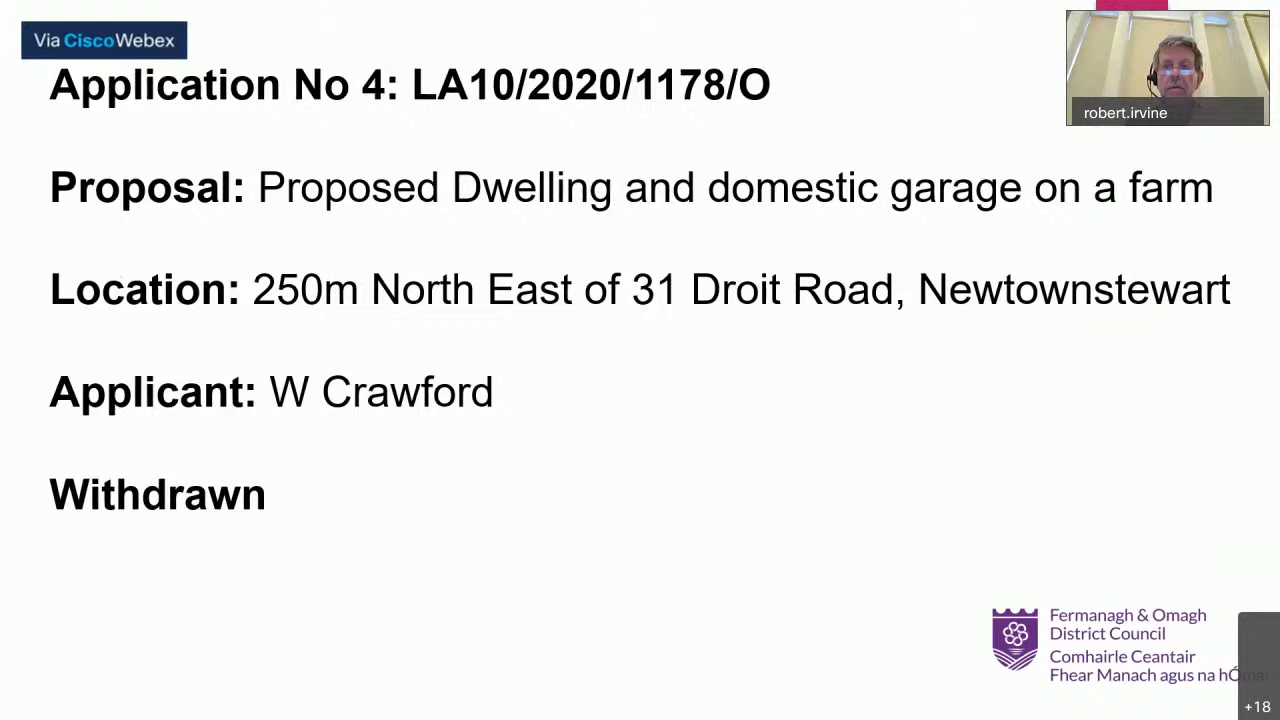 Via CiscoWebex
Application No 4: LA10/2020/1178/O
robert.irvine
Proposal: Proposed Dwelling and domestic garage on a farm
Location: 250m North East of 31 Droit Road, Newtownstewart
Applicant: W Crawford
Withdrawn
Fermanagh & Omagh
District Council
Comhairle Ceantair
Fhear Manach agus na hÓmaí
+18